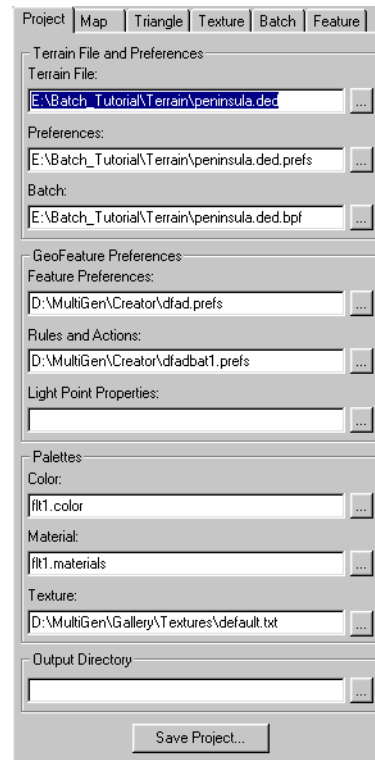 Project Map Triangle Texture Batch Feature
Terrain File and Preferences
Terrain File:
E:\Batch_Tutorial\Terrain\peninsula.ded
...
Preferences:
E:\Batch_Tutorial\Terrain\peninsula.ded.prefs
...
Batch:
E:\Batch_Tutorial\Terrain\peninsula.ded.bpf
...
GeoFeature Preferences
Feature Preferences:
D:\MultiGen\Creator\dfad.prefs
...
Rules and Actions:
D:\MultiGen\Creator\dfadbat1.prefs
...
Light Point Properties:
...
Palettes
Color:
flt1.color
...
Material:
flt1.materials
...
Texture:
D:\MultiGen\Gallery\Textures\default.txt
...
Output Directory
...
Save Project...